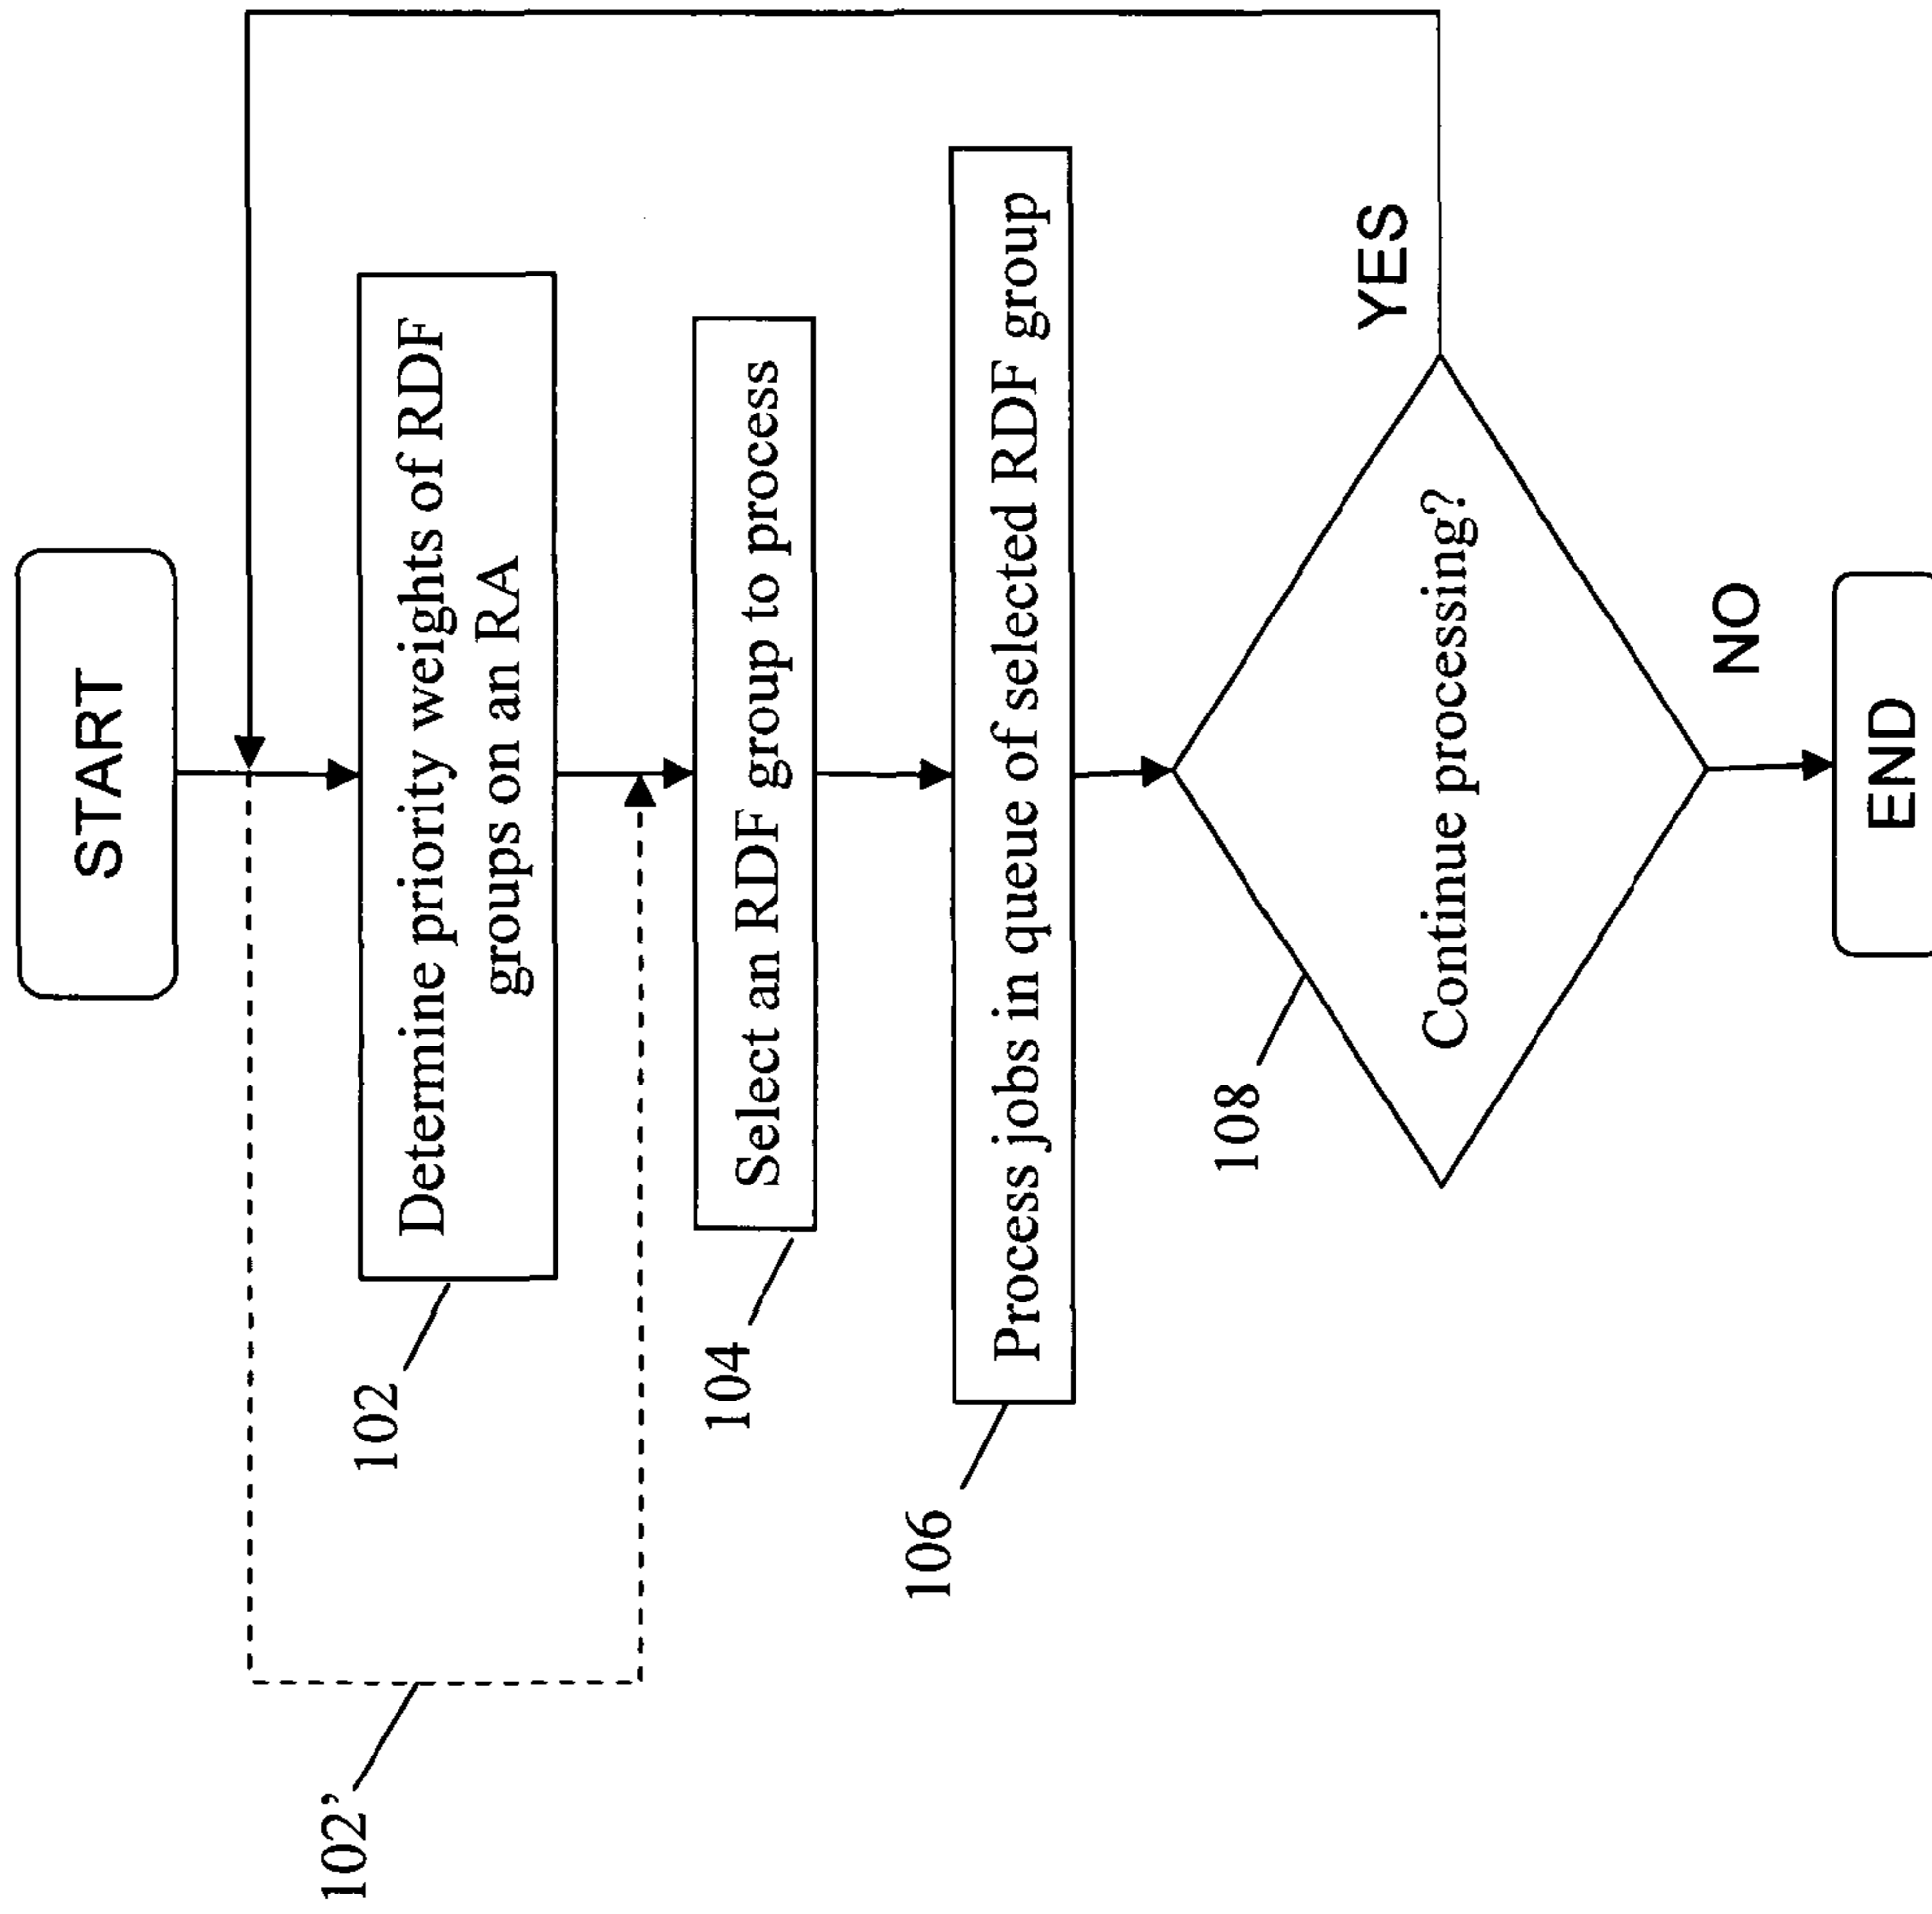 START
102’
102
Determine priority weights of RDF
groups on an RA
104
Select an RDF group to process
106
Process jobs in queue of selected RDF group
108
Continue processing?
YES
NO
END